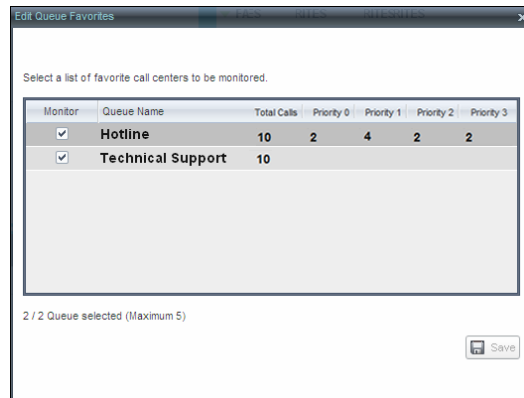 Edit Queue Favorites
Select a list of favorite call centers to be monitored.
Monitor Queue Name Total Calls Priority 0 Priority 1 Priority 2 Priority 3
Hotline 10 2 4 2 2
Technical Support 10
2 / 2 Queue selected (Maximum 5)
Save